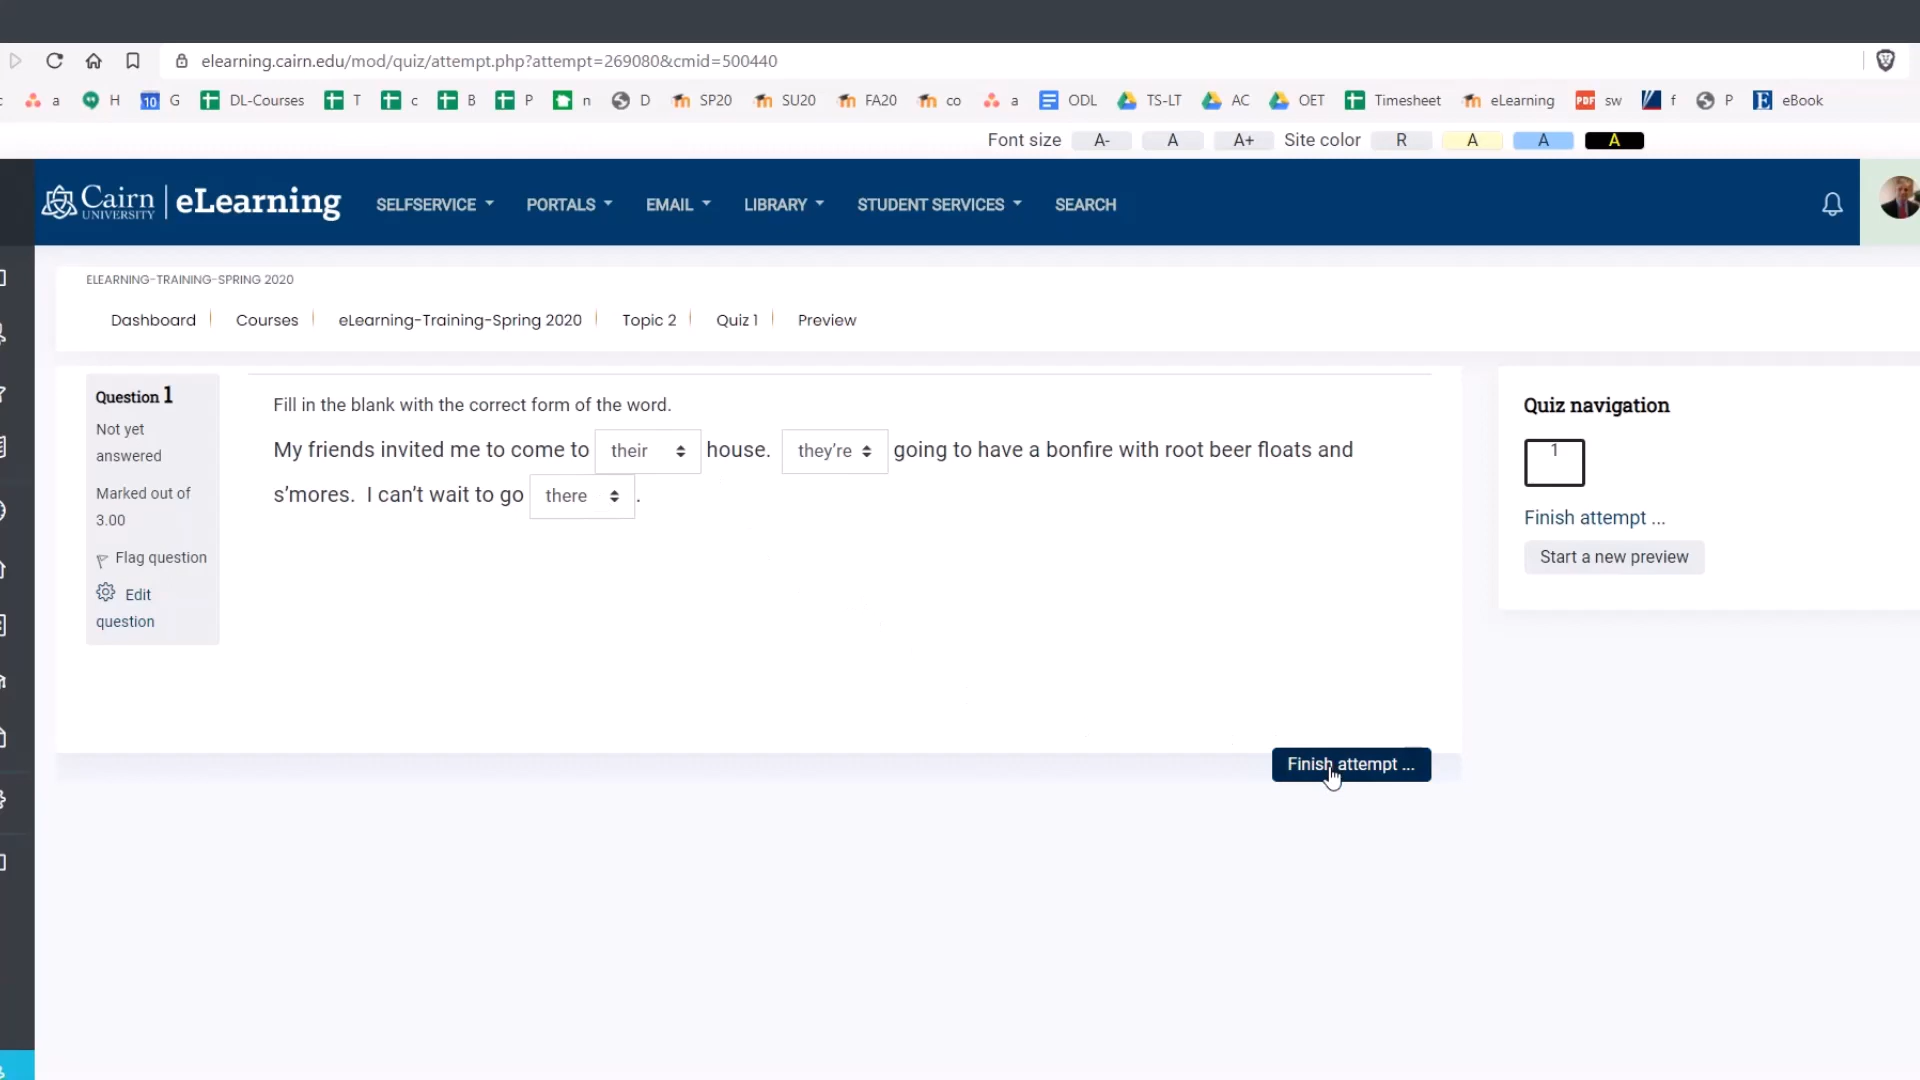 elearning.cairn.edu/mod/quiz/attempt.php?attempt=269080&cmid=500440
c a H 10 G DL-Courses T c B P n D SP20 SU20 FA20 co a ODL TS-LT AC OET Timesheet eLearning PDF sw f P E eBook
Font size A- A A+ Site color R A A A
Cairn UNIVERSITY eLearning SELFSERVICE PORTALS EMAIL LIBRARY STUDENT SERVICES SEARCH
ELEARNING-TRAINING-SPRING 2020
Dashboard Courses eLearning-Training-Spring 2020 Topic 2 Quiz 1 Preview
Question 1
Not yet
answered
Marked out of
3.00
Flag question
Edit
question
Fill in the blank with the correct form of the word.
My friends invited me to come to their house. they’re going to have a bonfire with root beer floats and
s’mores. I can’t wait to go there .
Finish attempt ...
Quiz navigation
1
Finish attempt ...
Start a new preview